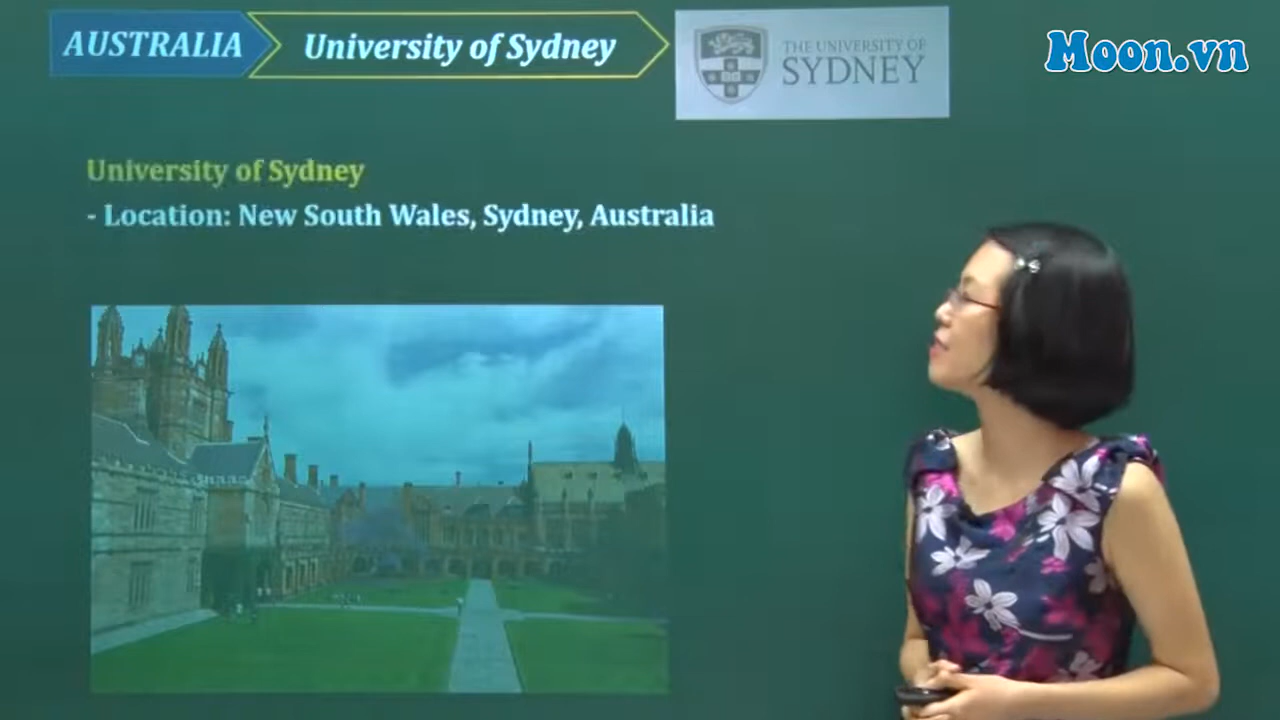 AUSTRALIA
University of Sydney
THE UNIVERSITY OF
SYDNEY
Moon.vn
University of Sydney
- Location: New South Wales, Sydney, Australia